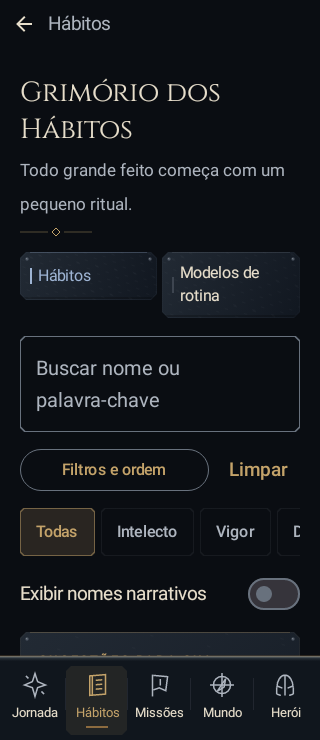 Hábitos
Grimório dos
Hábitos
Todo grande feito começa com um
pequeno ritual.
Hábitos
Modelos de
rotina
Buscar nome ou
palavra-chave
Filtros e ordem
Limpar
Todas
Intelecto
Vigor
Exibir nomes narrativos
Jornada
Hábitos
Missões
Mundo
Herói